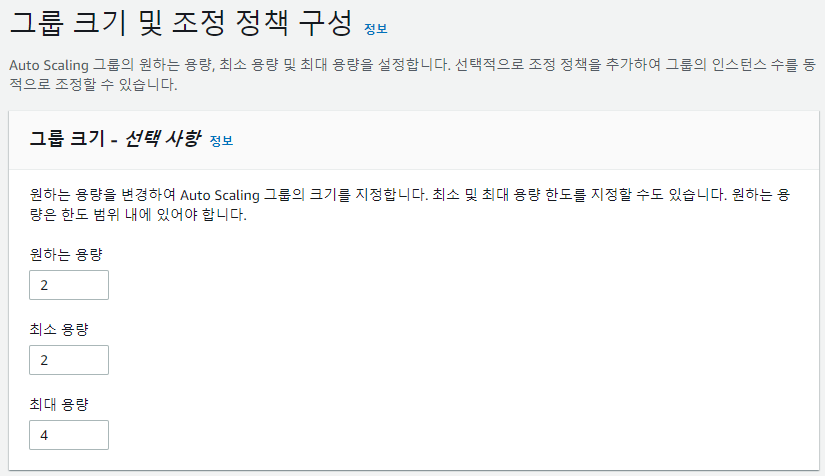 그룹 크기 및 조정 정책 구성 정보
Auto Scaling 그룹의 원하는 용량, 최소 용량 및 최대 용량을 설정합니다. 선택적으로 조정 정책을 추가하여 그룹의 인스턴스 수를 동
적으로 조정할 수 있습니다.
그룹 크기 - 선택 사항 정보
원하는 용량을 변경하여 Auto Scaling 그룹의 크기를 지정합니다. 최소 및 최대 용량 한도를 지정할 수도 있습니다. 원하는 용
량은 한도 범위 내에 있어야 합니다.
원하는 용량
2
최소 용량
2
최대 용량
4